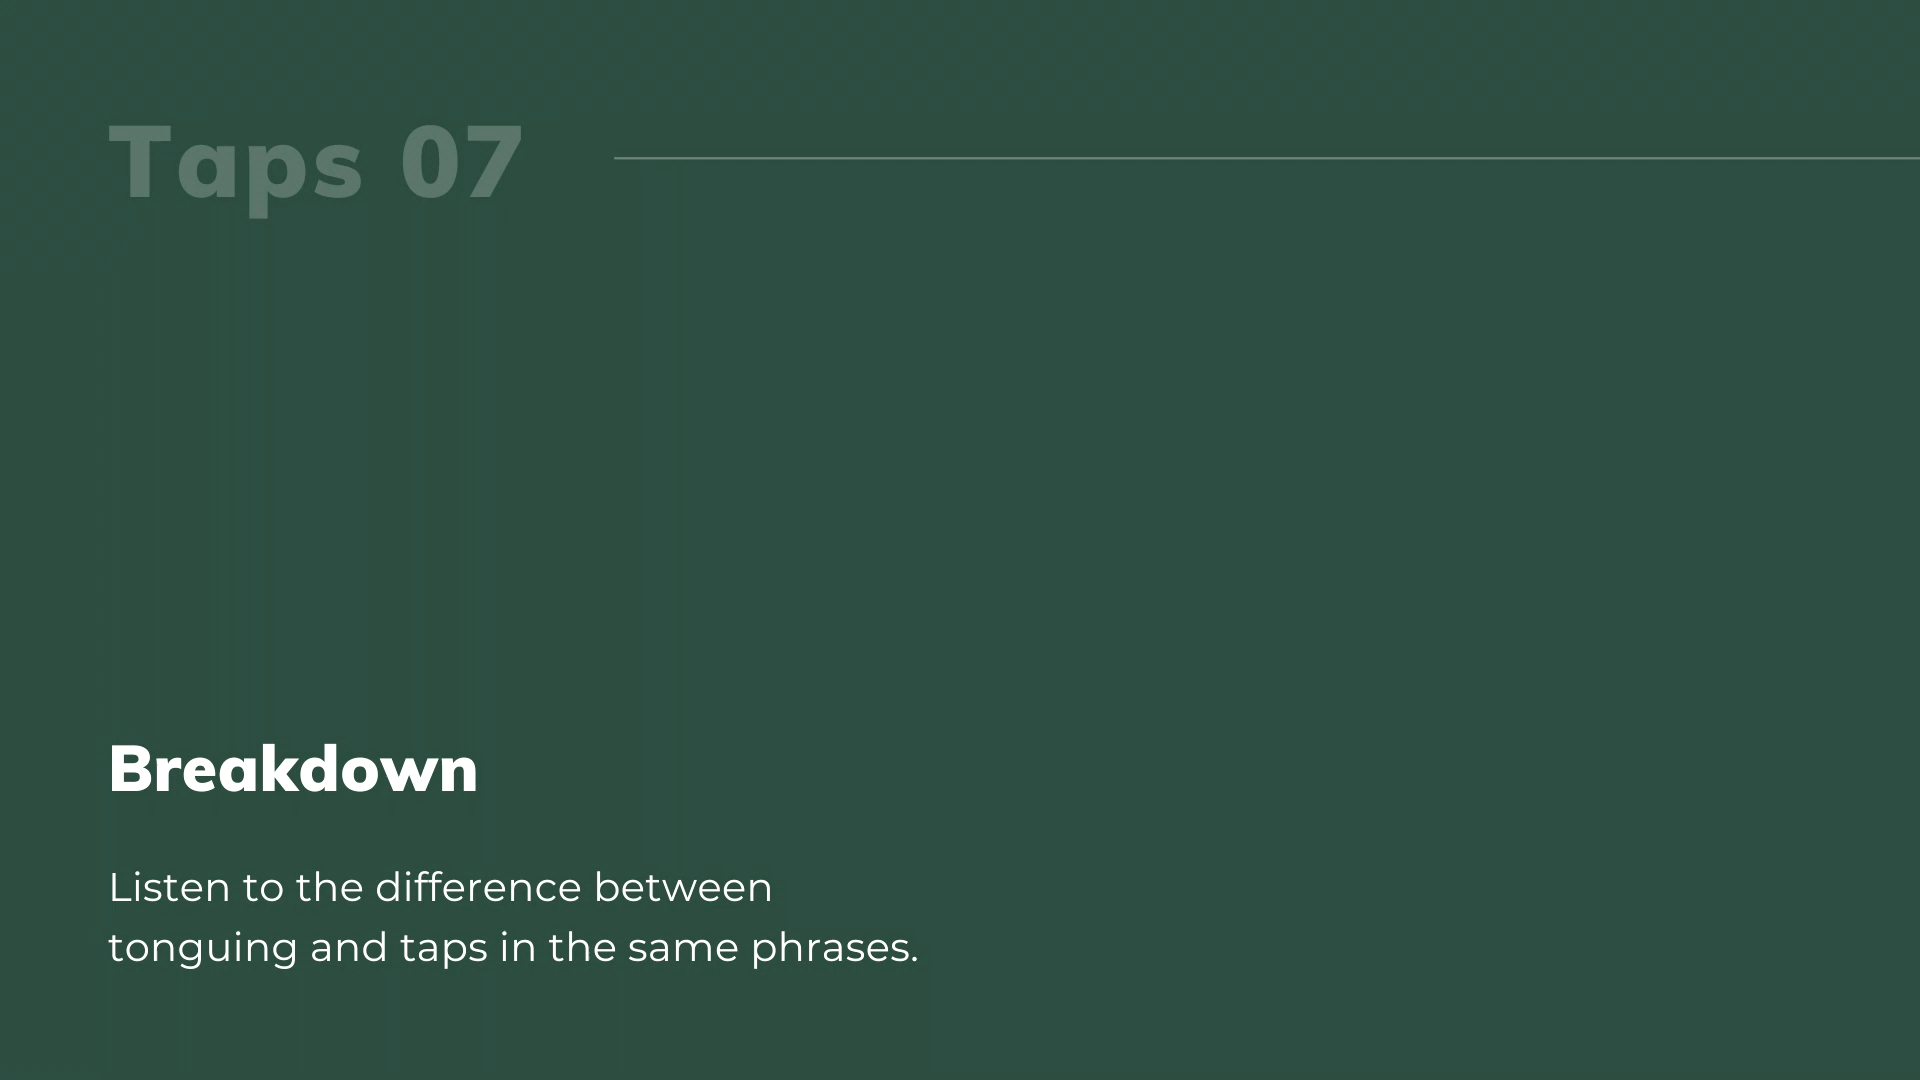 Taps 07
Breakdown
Listen to the difference between
tonguing and taps in the same phrases.